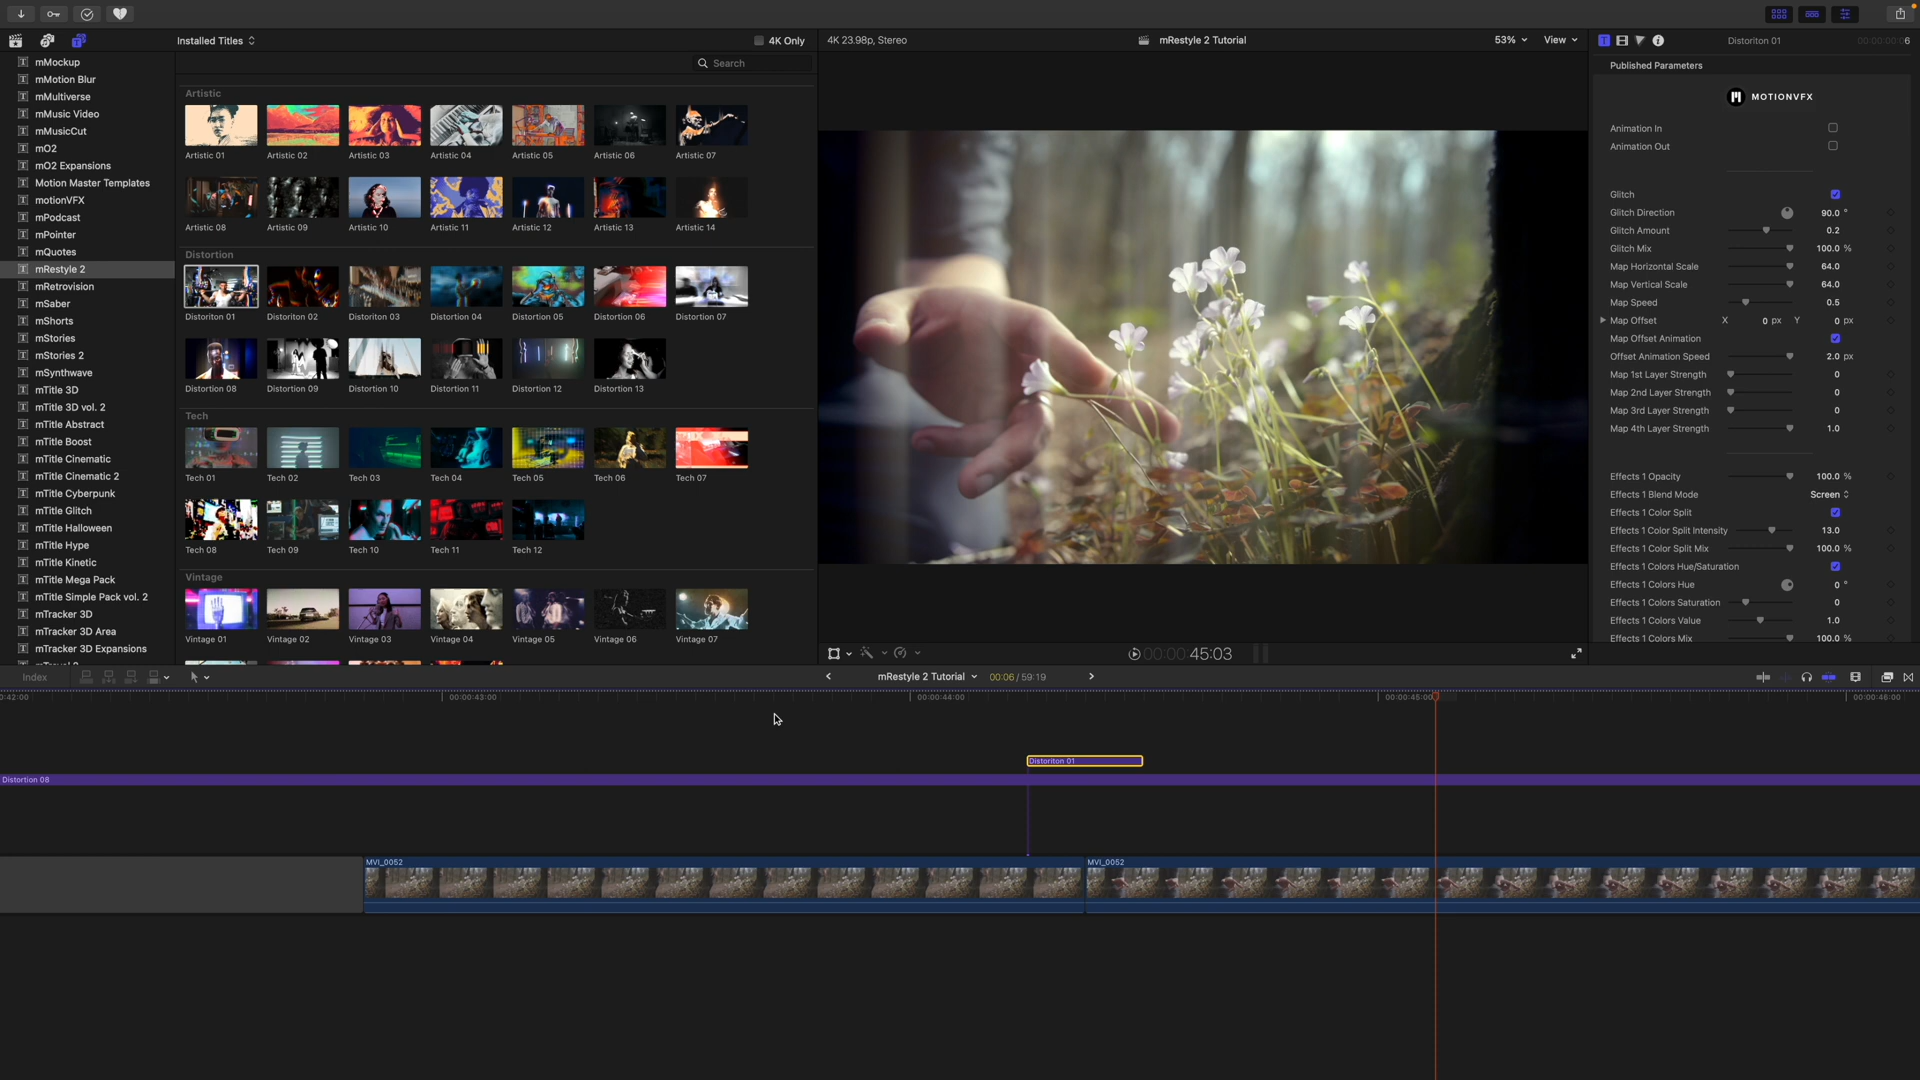 Installed Titles
4K Only
4K 23.98p, Stereo
mRestyle 2 Tutorial
53%
View
Distoriton 01
00:00:00:06
Search
mMockup
mMotion Blur
mMultiverse
mMusic Video
mMusicCut
mO2
mO2 Expansions
Motion Master Templates
motionVFX
mPodcast
mPointer
mQuotes
mRestyle 2
mRetrovision
mSaber
mShorts
mStories
mStories 2
mSynthwave
mTitle 3D
mTitle 3D vol. 2
mTitle Abstract
mTitle Boost
mTitle Cinematic
mTitle Cinematic 2
mTitle Cyberpunk
mTitle Glitch
mTitle Halloween
mTitle Hype
mTitle Kinetic
mTitle Mega Pack
mTitle Simple Pack vol. 2
mTracker 3D
mTracker 3D Area
mTracker 3D Expansions
Artistic
Artistic 01 Artistic 02 Artistic 03 Artistic 04 Artistic 05 Artistic 06 Artistic 07
Artistic 08 Artistic 09 Artistic 10 Artistic 11 Artistic 12 Artistic 13 Artistic 14
Distortion
Distoriton 01 Distortion 02 Distortion 03 Distortion 04 Distortion 05 Distortion 06 Distortion 07
Distortion 08 Distortion 09 Distortion 10 Distortion 11 Distortion 12 Distortion 13
Tech
Tech 01 Tech 02 Tech 03 Tech 04 Tech 05 Tech 06 Tech 07
Tech 08 Tech 09 Tech 10 Tech 11 Tech 12
Vintage
Vintage 01 Vintage 02 Vintage 03 Vintage 04 Vintage 05 Vintage 06 Vintage 07
Published Parameters
MOTIONVFX
Animation In
Animation Out
Glitch
Glitch Direction 90.0 °
Glitch Amount 0.2
Glitch Mix 100.0 %
Map Horizontal Scale 64.0
Map Vertical Scale 64.0
Map Speed 0.5
Map Offset X 0 px Y 0 px
Map Offset Animation
Offset Animation Speed 2.0 px
Map 1st Layer Strength 0
Map 2nd Layer Strength 0
Map 3rd Layer Strength 0
Map 4th Layer Strength 1.0
Effects 1 Opacity 100.0 %
Effects 1 Blend Mode Screen
Effects 1 Color Split
Effects 1 Color Split Intensity 13.0
Effects 1 Color Split Mix 100.0 %
Effects 1 Colors Hue/Saturation
Effects 1 Colors Hue 0 °
Effects 1 Colors Saturation 0
Effects 1 Colors Value 1.0
Effects 1 Colors Mix 100.0 %
00:00:45:03
Index
mRestyle 2 Tutorial
00:06 / 59:19
0:42:00 00:00:43:00 00:00:44:00 00:00:45:00 00:00:46:00
Distoriton 01
Distortion 08
MVI_0052 MVI_0052